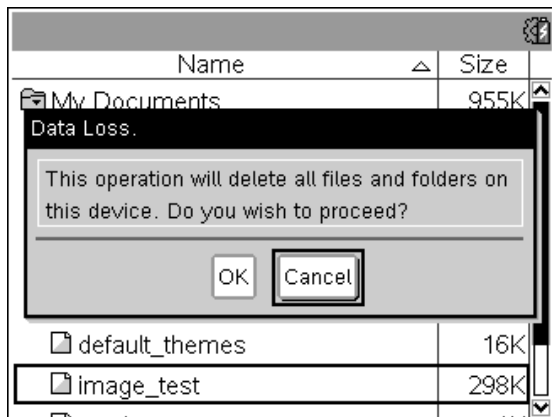 Name Size
My Documents 955K
Data Loss.
This operation will delete all files and folders on
this device. Do you wish to proceed?
OK Cancel
default_themes 16K
image_test 298K